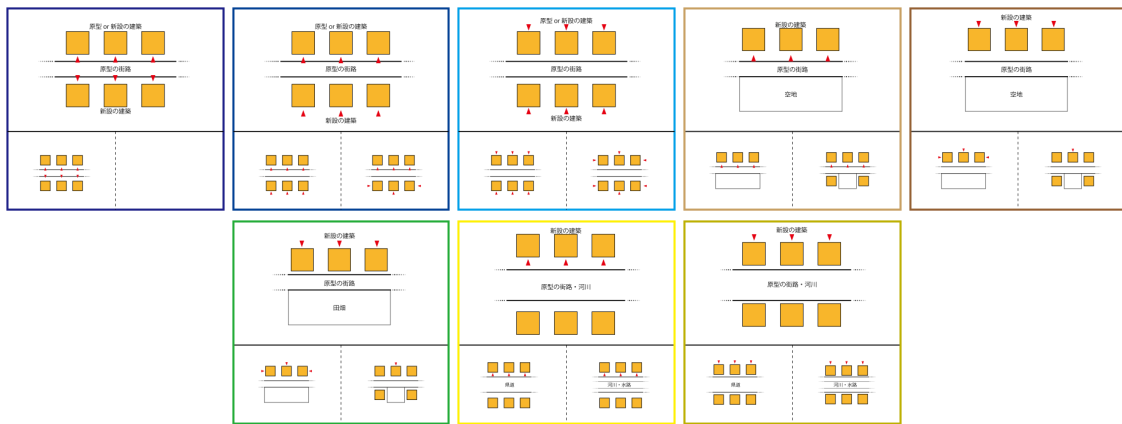 原型 or 新設の建築
原型の街路
新設の建築
原型 or 新設の建築
原型の街路
新設の建築
原型 or 新設の建築
原型の街路
新設の建築
新設の建築
原型の街路
空地
新設の建築
原型の街路
空地
新設の建築
原型の街路
田畑
新設の建築
原型の街路・河川
県道
河川・水路
新設の建築
原型の街路・河川
県道
河川・水路